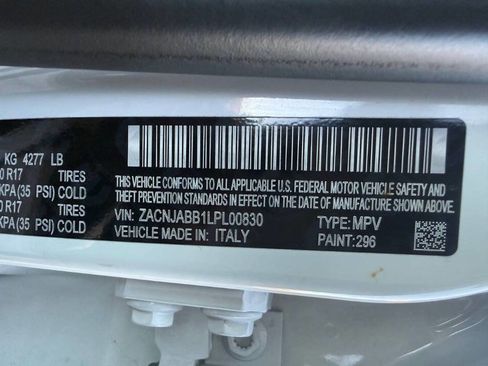 KG 4277 LB
0 R17 TIRES
KPA(35 PSI) COLD
0 R17 TIRES
KPA(35 PSI) COLD
THIS VEHICLE CONFORMS TO ALL APPLICABLE U.S. FEDERAL MOTOR VEHICLE SAFETY AND
THEFT PREVENTION STANDARDS IN EFFECT ON THE DATE OF MANUFACTURE SHOWN ABOVE.
VIN: ZACNJABB1LPL00830 TYPE: MPV
VEHICLE MADE IN: ITALY PAINT: 296